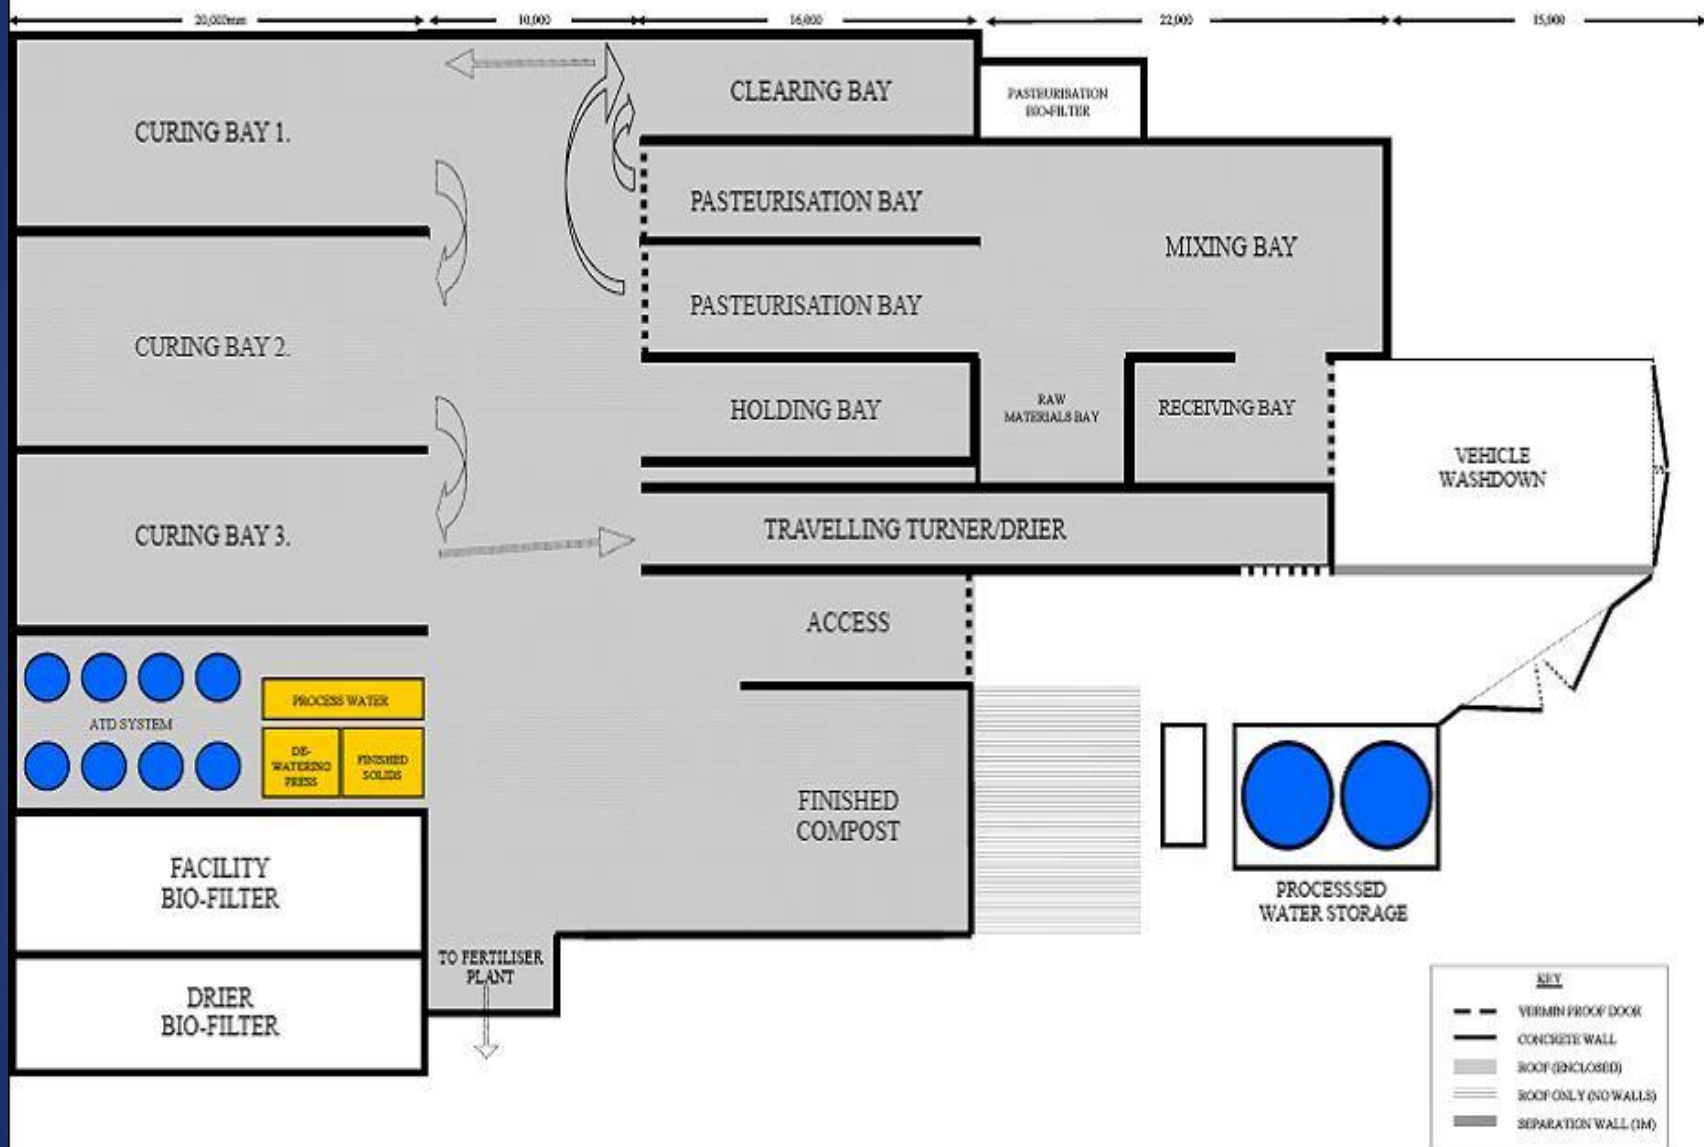 20,000mm
10,000
16,000
22,000
15,000
CLEARING BAY
PASTEURISATION
BIO-FILTER
CURING BAY 1.
PASTEURISATION BAY
MIXING BAY
PASTEURISATION BAY
CURING BAY 2.
HOLDING BAY
RAW
MATERIALS BAY
RECEIVING BAY
VEHICLE
WASHDOWN
CURING BAY 3.
TRAVELLING TURNER/DRIER
ACCESS
PROCESS WATER
ATD SYSTEM
DE-
WATERING
PRESS
FINISHED
SOLIDS
FINISHED
COMPOST
FACILITY
BIO-FILTER
PROCESSSED
WATER STORAGE
TO FERTILISER
PLANT
DRIER
BIO-FILTER
KEY
VERMIN PROOF DOOR
CONCRETE WALL
ROOF (ENCLOSED)
ROOF ONLY (NO WALLS)
SEPARATION WALL (1M)